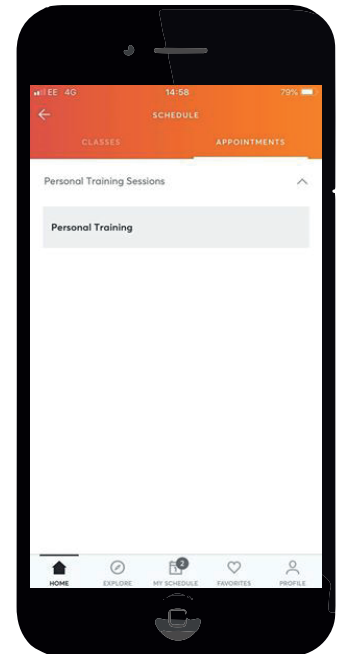 EE 4G 14:58 79%
SCHEDULE
CLASSES APPOINTMENTS
Personal Training Sessions
Personal Training
2
HOME EXPLORE MY SCHEDULE FAVORITES PROFILE